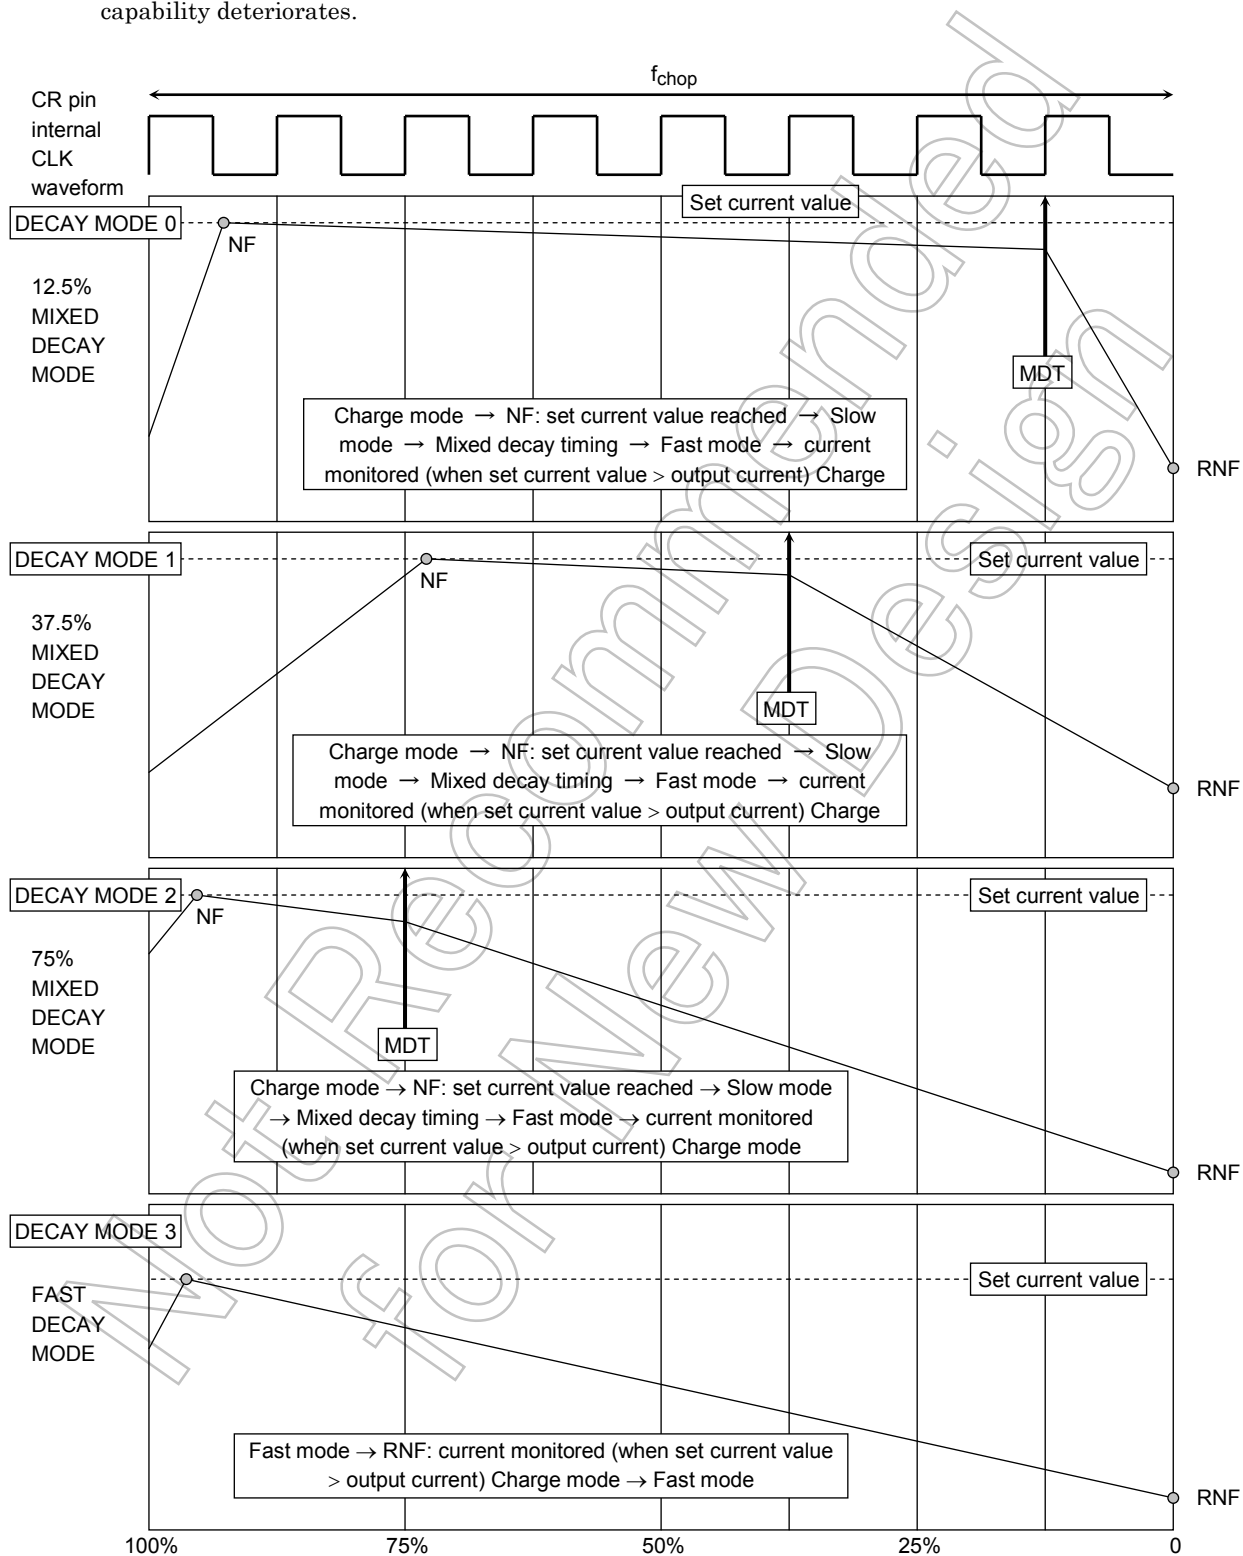 capability deteriorates.
fchop
CR pin
internal
CLK
waveform
Set current value
DECAY MODE 0
NF
12.5%
MIXED
DECAY
MODE
MDT
Charge mode → NF: set current value reached → Slow
mode → Mixed decay timing → Fast mode → current
monitored (when set current value > output current) Charge
RNF
DECAY MODE 1
Set current value
NF
37.5%
MIXED
DECAY
MODE
MDT
Charge mode → NF: set current value reached → Slow
mode → Mixed decay timing → Fast mode → current
monitored (when set current value > output current) Charge
RNF
DECAY MODE 2
Set current value
NF
75%
MIXED
DECAY
MODE
MDT
Charge mode → NF: set current value reached → Slow mode
→ Mixed decay timing → Fast mode → current monitored
(when set current value > output current) Charge mode
RNF
DECAY MODE 3
Set current value
FAST
DECAY
MODE
Fast mode → RNF: current monitored (when set current value
> output current) Charge mode → Fast mode
RNF
100%
75%
50%
25%
0
Not Recommended
for New Design